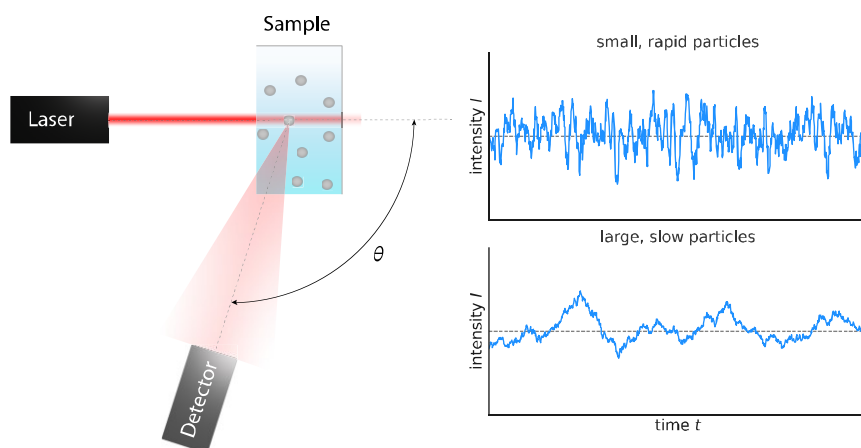 Sample
Laser
θ
Detector
small, rapid particles
intensity I
large, slow particles
intensity I
time t